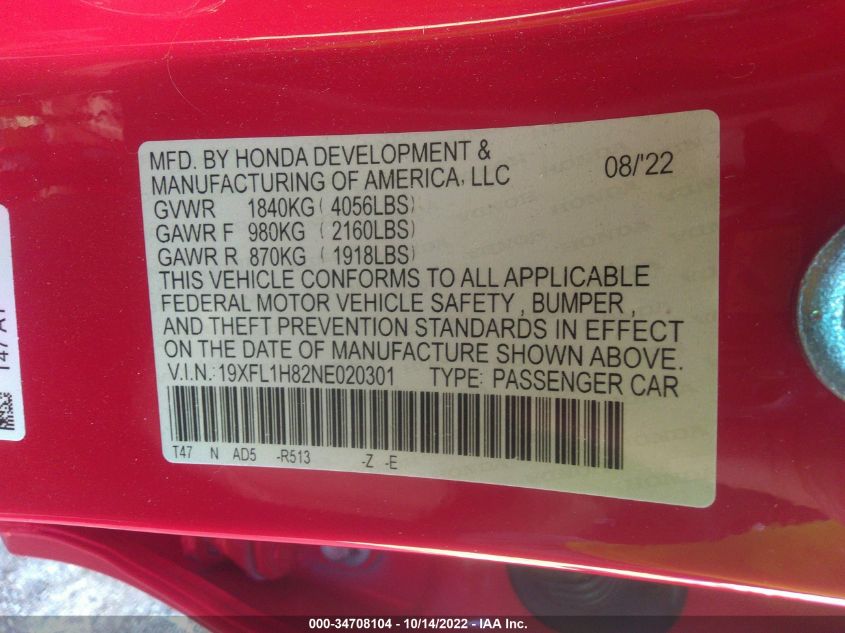 MFD. BY HONDA DEVELOPMENT & 08/'22
MANUFACTURING OF AMERICA, LLC
GVWR 1840KG ( 4056LBS)
GAWR F 980KG ( 2160LBS)
GAWR R 870KG ( 1918LBS)
THIS VEHICLE CONFORMS TO ALL APPLICABLE
FEDERAL MOTOR VEHICLE SAFETY , BUMPER ,
AND THEFT PREVENTION STANDARDS IN EFFECT
ON THE DATE OF MANUFACTURE SHOWN ABOVE.
V.I.N.: 19XFL1H82NE020301 TYPE: PASSENGER CAR
T47 N AD5 -R513 -Z -E
T47 A1
000-34708104 - 10/14/2022 - IAA Inc.